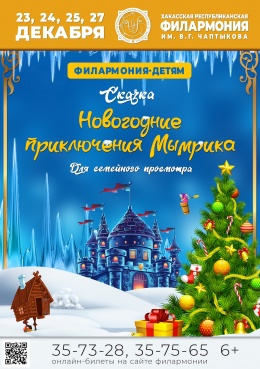 23, 24, 25, 27
ДЕКАБРЯ
ХАКАССКАЯ РЕСПУБЛИКАНСКАЯ
ФИЛАРМОНИЯ
ИМ. В.Г. ЧАПТЫКОВА
ФИЛАРМОНИЯ-ДЕТЯМ
Сказка
Новогодние
приключения Мымрика
Для семейного просмотра
35-73-28, 35-75-65 6+
онлайн-билеты на сайте филармонии